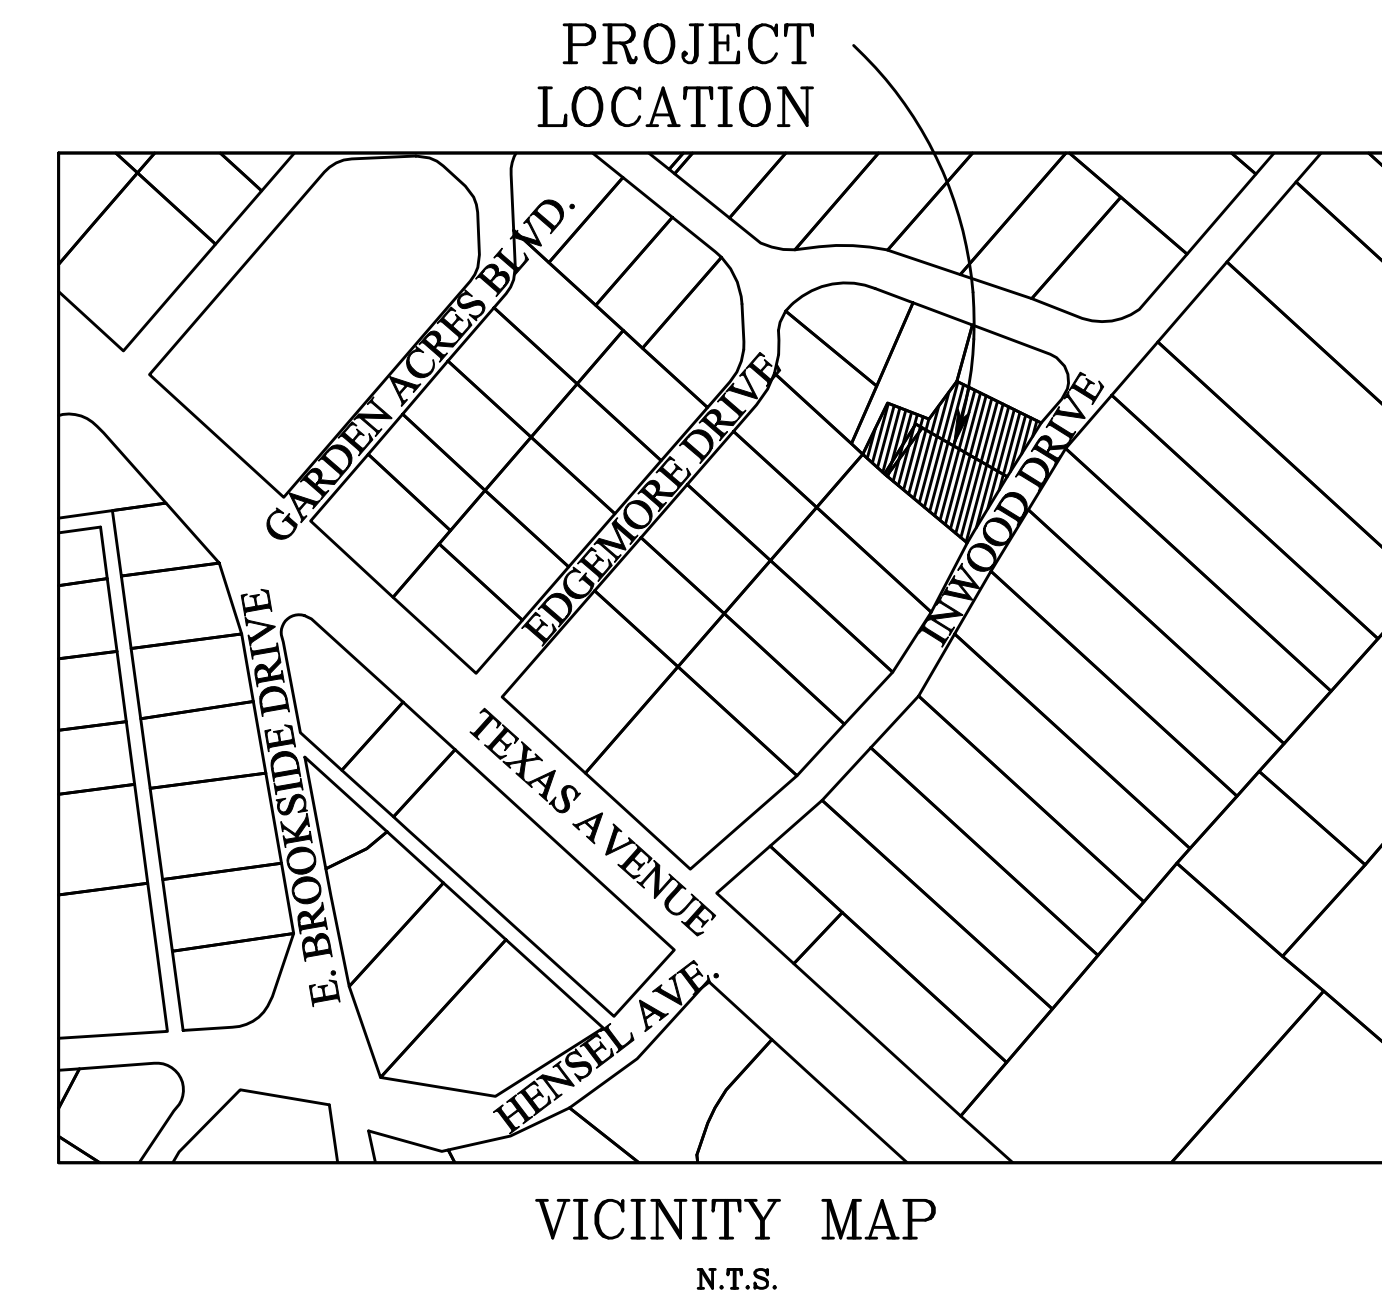 PROJECT
LOCATION
GARDEN ACRES BLVD.
EDGEMORE DRIVE
INWOOD DRIVE
E. BROOKSIDE DRIVE
TEXAS AVENUE
HENSEL AVE.
VICINITY MAP
N.T.S.